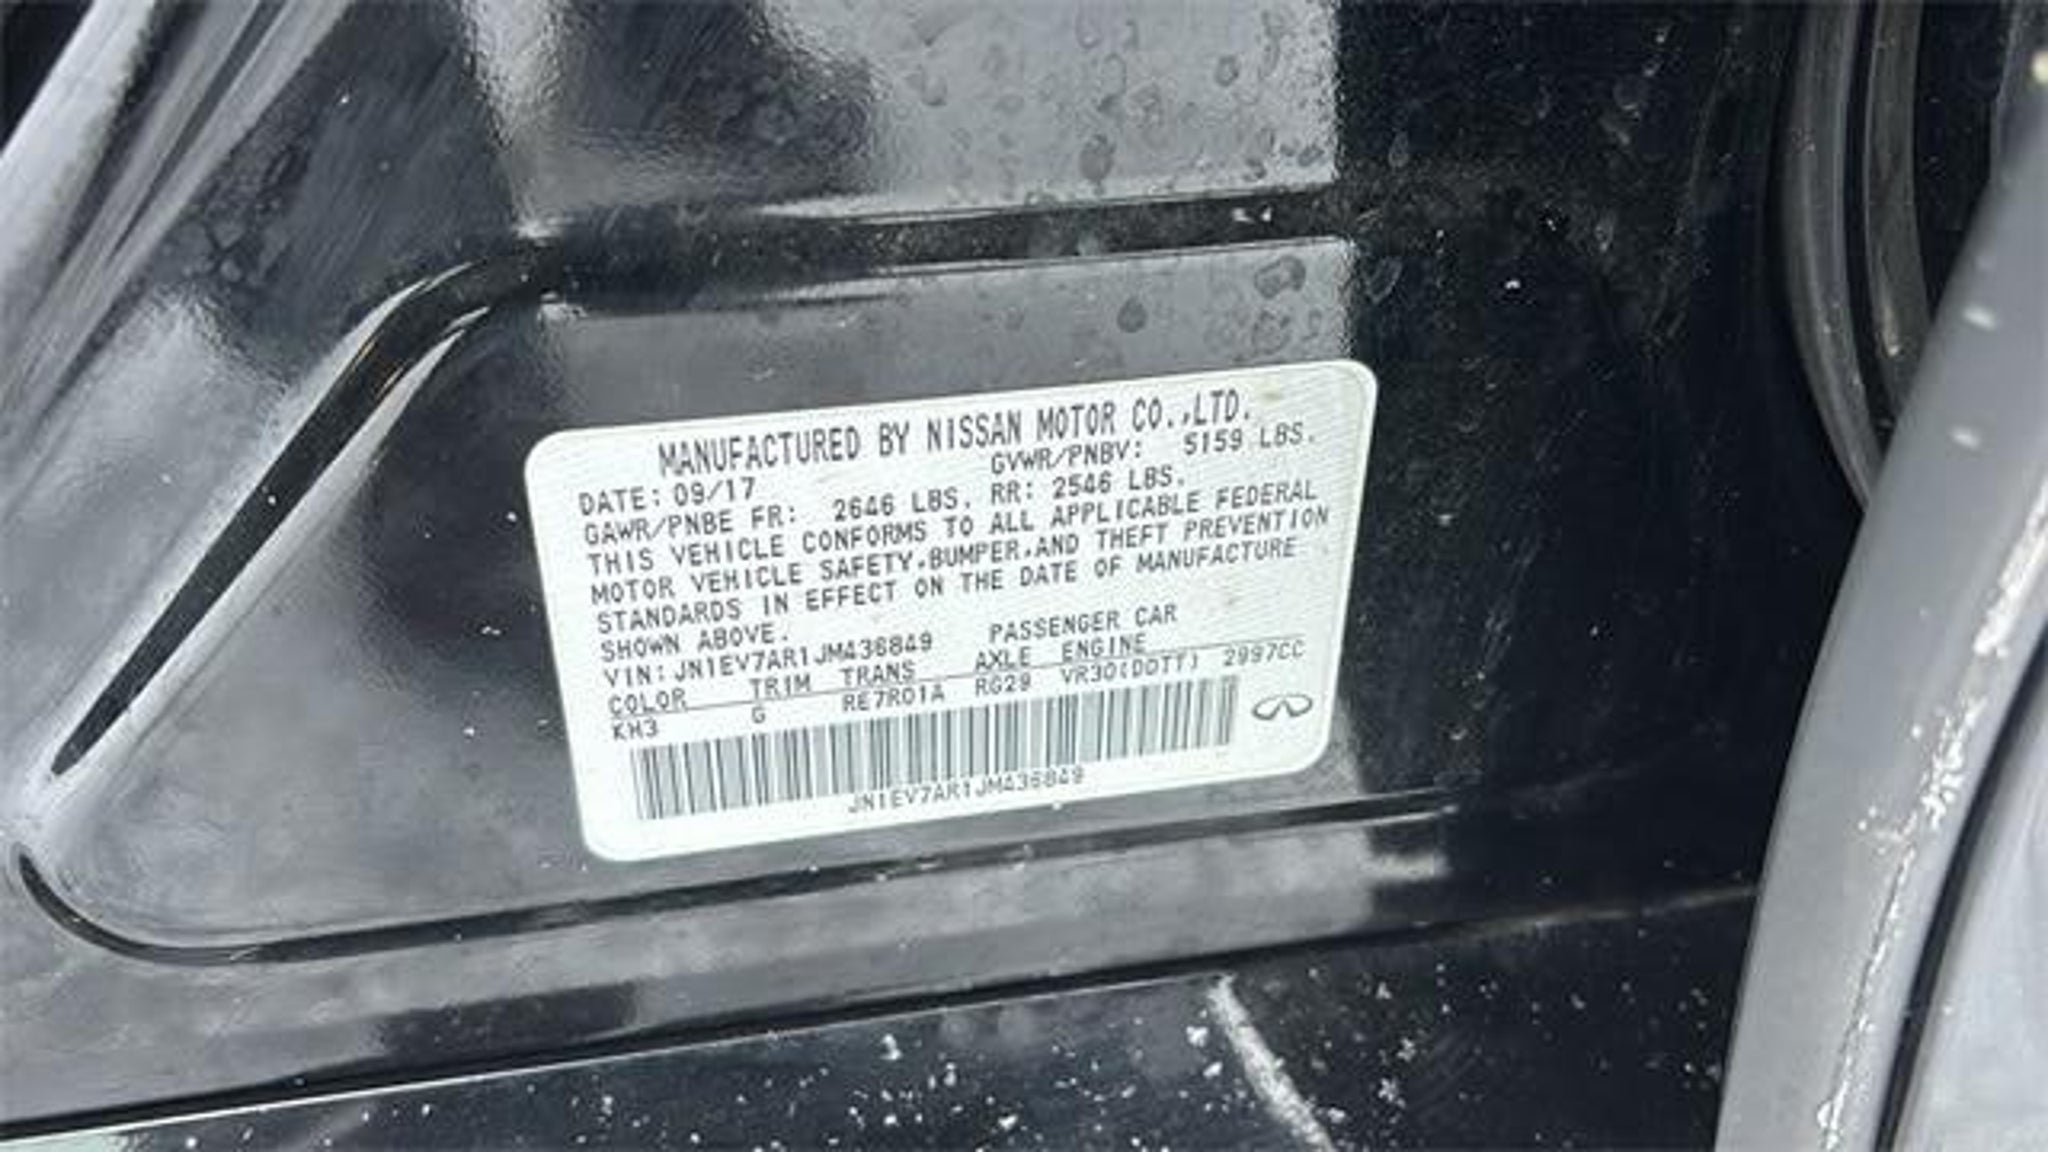 MANUFACTURED BY NISSAN MOTOR CO.,LTD.
DATE: 09/17 GVWR/PNBV: 5159 LBS.
GAWR/PNBE FR: 2646 LBS. RR: 2546 LBS.
THIS VEHICLE CONFORMS TO ALL APPLICABLE FEDERAL
MOTOR VEHICLE SAFETY,BUMPER,AND THEFT PREVENTION
STANDARDS IN EFFECT ON THE DATE OF MANUFACTURE
SHOWN ABOVE.
VIN: JN1EV7AR1JM436849 PASSENGER CAR
COLOR TRIM TRANS AXLE ENGINE
KH3 G RE7R01A RG29 VR30(DDTT) 2997CC
JN1EV7AR1JM436849